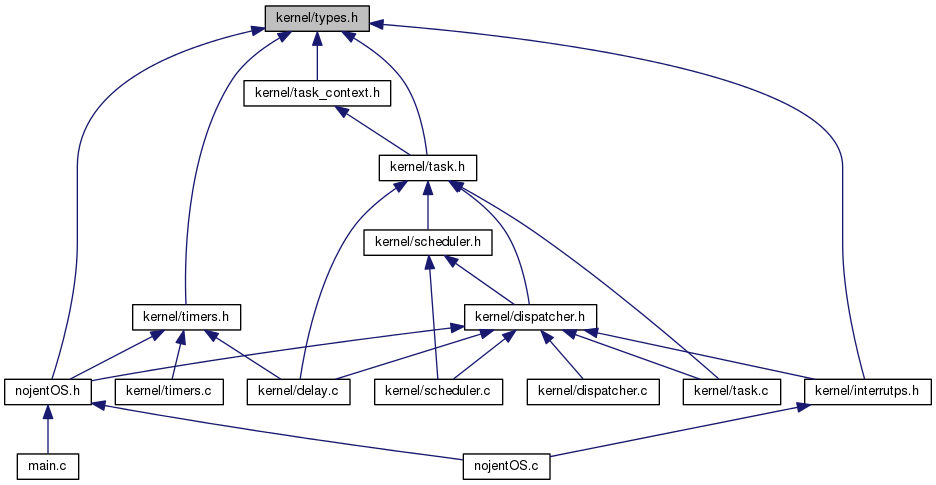 kernel/types.h
kernel/task_context.h
kernel/task.h
kernel/scheduler.h
kernel/timers.h
kernel/dispatcher.h
nojentOS.h
kernel/timers.c
kernel/delay.c
kernel/scheduler.c
kernel/dispatcher.c
kernel/task.c
kernel/interrutps.h
main.c
nojentOS.c